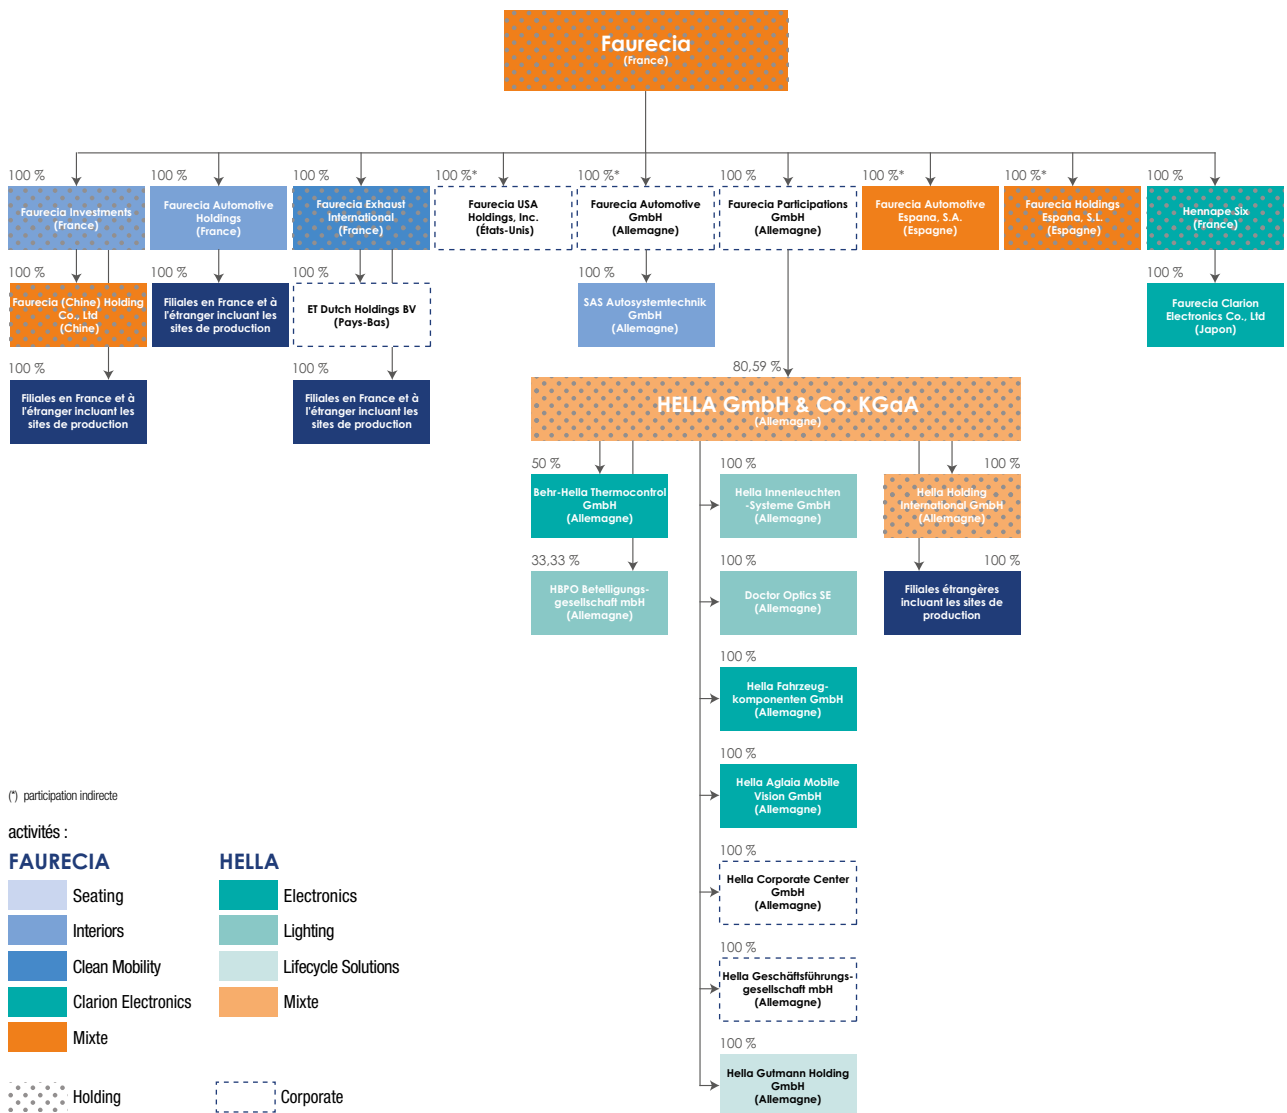 Faurecia
(France)
100 %
100 %
100 %
100 %*
100 %*
100 %
100 %*
100 %*
100 %
Faurecia Investments
(France)
Faurecia Automotive
Holdings
(France)
Faurecia Exhaust
International
(France)
Faurecia USA
Holdings, Inc.
(États-Unis)
Faurecia Automotive
GmbH
(Allemagne)
Faurecia Participations
GmbH
(Allemagne)
Faurecia Automotive
Espana, S.A.
(Espagne)
Faurecia Holdings
Espana, S.L.
(Espagne)
Hennape Six
(France)
100 %
100 %
100 %
100 %
100 %
Faurecia (Chine) Holding
Co., Ltd
(Chine)
Filiales en France et à
l'étranger incluant les
sites de production
ET Dutch Holdings BV
(Pays-Bas)
SAS Autosystemtechnik
GmbH
(Allemagne)
Faurecia Clarion
Electronics Co., Ltd
(Japon)
100 %
100 %
80,59 %
Filiales en France et à
l'étranger incluant les
sites de production
Filiales en France et à
l'étranger incluant les
sites de production
HELLA GmbH & Co. KGaA
(Allemagne)
50 %
100 %
100 %
Behr-Hella Thermocontrol
GmbH
(Allemagne)
Hella Innenleuchten
-Systeme GmbH
(Allemagne)
Hella Holding
International GmbH
(Allemagne)
33,33 %
100 %
100 %
HBPO Beteiligungs-
gesellschaft mbH
(Allemagne)
Doctor Optics SE
(Allemagne)
Filiales étrangères
incluant les sites de
production
100 %
Hella Fahrzeug-
komponenten GmbH
(Allemagne)
100 %
Hella Aglaia Mobile
Vision GmbH
(Allemagne)
100 %
Hella Corporate Center
GmbH
(Allemagne)
100 %
Hella Geschäftsführungs-
gesellschaft mbH
(Allemagne)
100 %
Hella Gutmann Holding
GmbH
(Allemagne)
(*) participation indirecte
activités :
FAURECIA
Seating
Interiors
Clean Mobility
Clarion Electronics
Mixte
Holding
HELLA
Electronics
Lighting
Lifecycle Solutions
Mixte
Corporate